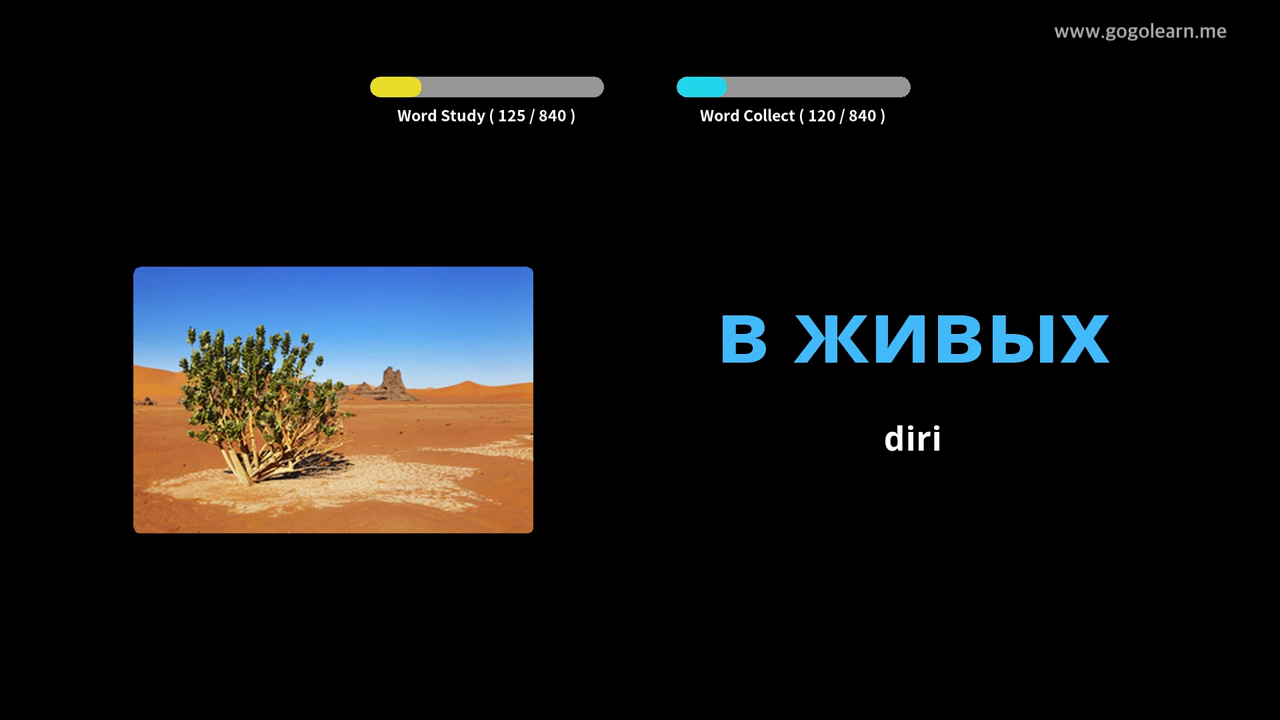 www.gogolearn.me
Word Study ( 125 / 840 )
Word Collect ( 120 / 840 )
в живых
diri